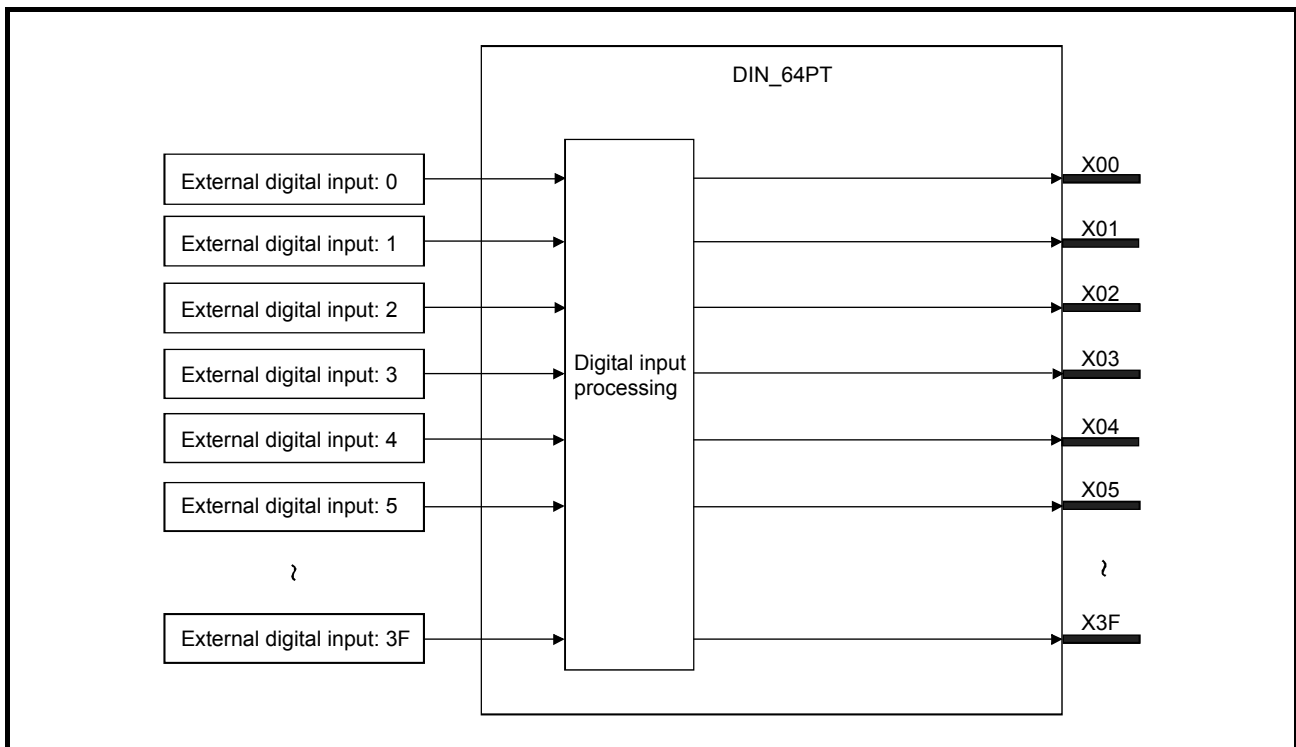 DIN_64PT
External digital input: 0
X00
External digital input: 1
X01
External digital input: 2
X02
External digital input: 3
Digital input
processing
X03
External digital input: 4
X04
External digital input: 5
X05
~
~
External digital input: 3F
X3F